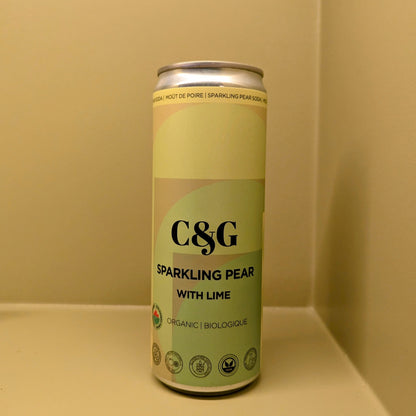 SODA | MOÛT DE POIRE | SPARKLING PEAR SODA
C&G
SPARKLING PEAR
WITH LIME
ORGANIC | BIOLOGIQUE